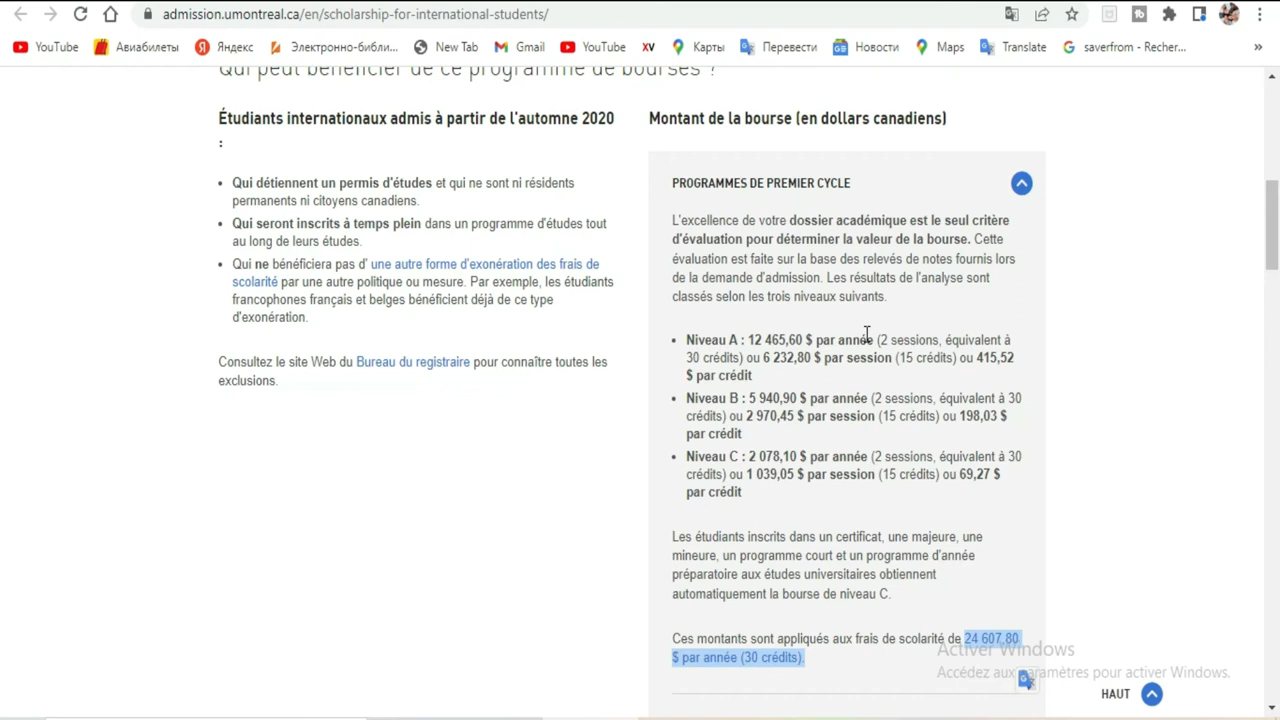 admission.umontreal.ca/en/scholarship-for-international-students/
YouTube
Авиабилеты
Яндекс
Электронно-библи...
New Tab
Gmail
YouTube
XV
Карты
Перевести
Новости
Maps
Translate
saverfrom - Recher...
»
Qui peut bénéficier de ce programme de bourses ?
Étudiants internationaux admis à partir de l'automne 2020
:
• Qui détiennent un permis d'études et qui ne sont ni résidents
permanents ni citoyens canadiens.
• Qui seront inscrits à temps plein dans un programme d'études tout
au long de leurs études.
• Qui ne bénéficiera pas d' une autre forme d'exonération des frais de
scolarité par une autre politique ou mesure. Par exemple, les étudiants
francophones français et belges bénéficient déjà de ce type
d'exonération.
Consultez le site Web du Bureau du registraire pour connaître toutes les
exclusions.
Montant de la bourse (en dollars canadiens)
PROGRAMMES DE PREMIER CYCLE
L'excellence de votre dossier académique est le seul critère
d'évaluation pour déterminer la valeur de la bourse. Cette
évaluation est faite sur la base des relevés de notes fournis lors
de la demande d'admission. Les résultats de l'analyse sont
classés selon les trois niveaux suivants.
• Niveau A : 12 465,60 $ par année (2 sessions, équivalent à
30 crédits) ou 6 232,80 $ par session (15 crédits) ou 415,52
$ par crédit
• Niveau B : 5 940,90 $ par année (2 sessions, équivalent à 30
crédits) ou 2 970,45 $ par session (15 crédits) ou 198,03 $
par crédit
• Niveau C : 2 078,10 $ par année (2 sessions, équivalent à 30
crédits) ou 1 039,05 $ par session (15 crédits) ou 69,27 $
par crédit
Les étudiants inscrits dans un certificat, une majeure, une
mineure, un programme court et un programme d'année
préparatoire aux études universitaires obtiennent
automatiquement la bourse de niveau C.
Ces montants sont appliqués aux frais de scolarité de 24 607,80
$ par année (30 crédits).
Activer Windows
Accédez aux paramètres pour activer Windows.
HAUT